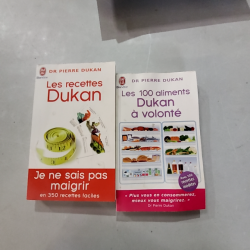 DR PIERRE DUKAN
Les recettes
Dukan
Je ne sais pas
maigrir
en 350 recettes faciles
DR PIERRE DUKAN
Les 100 aliments
Dukan
à volonté
« Plus vous en consommerez,
mieux vous maigrirez. »
Dr Pierre Dukan